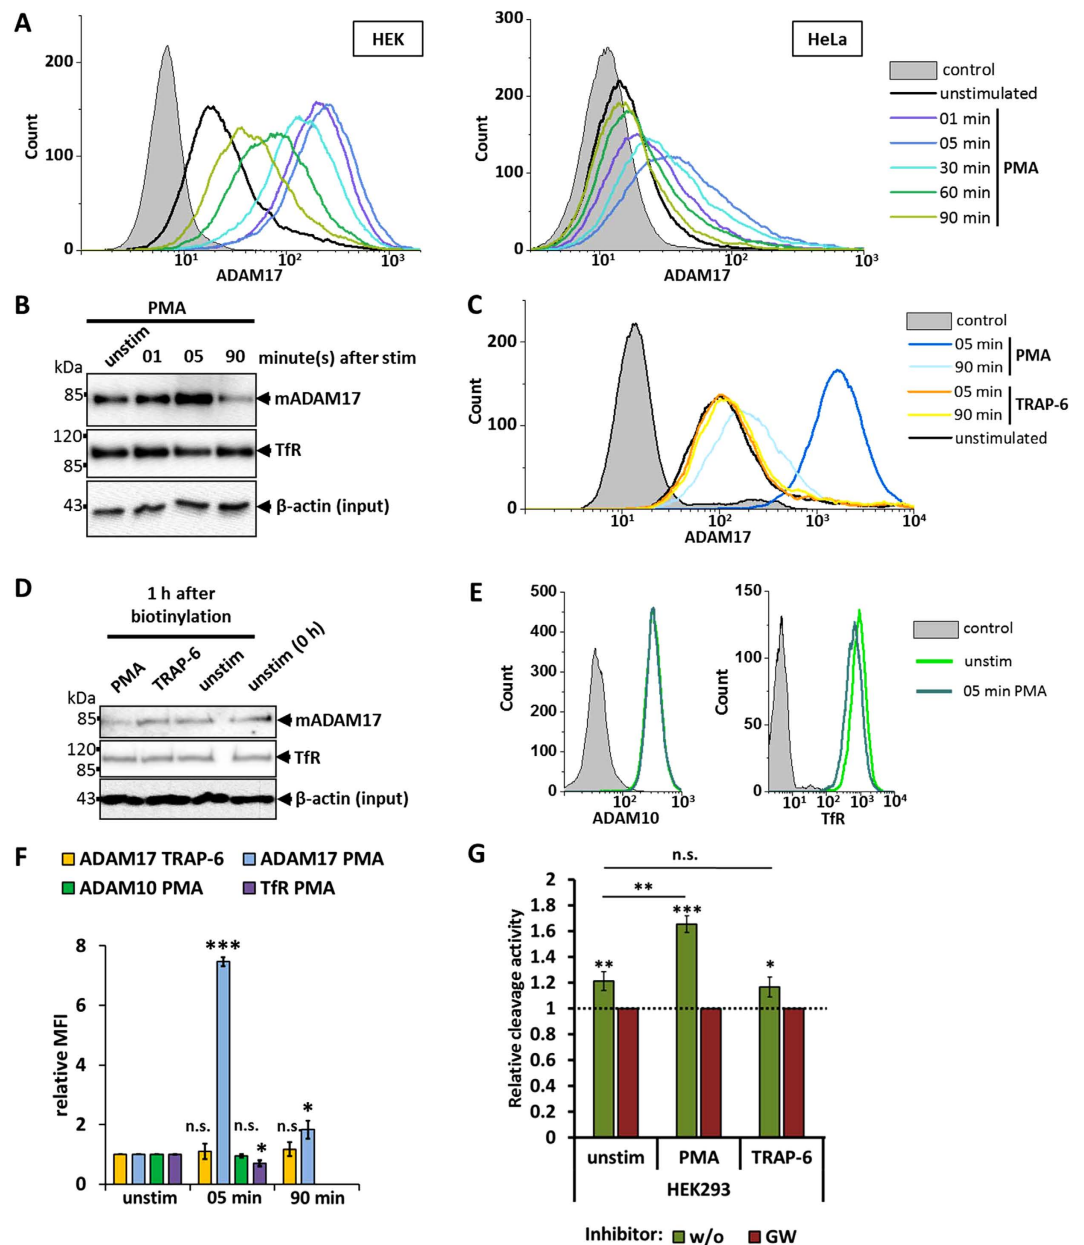 A
HEK
Count
200
100
0
10¹ 10² 10³
ADAM17
HeLa
Count
300
200
100
0
10¹ 10² 10³
ADAM17
control
unstimulated
01 min
05 min
30 min
60 min
90 min
PMA
B
PMA
unstim 01 05 90 minute(s) after stim
kDa
85 mADAM17
120
85 TfR
43 β-actin (input)
C
Count
200
100
0
10¹ 10² 10³ 10⁴
ADAM17
control
05 min
90 min
PMA
05 min
90 min
TRAP-6
unstimulated
D
1 h after
biotinylation
PMA TRAP-6 unstim unstim (0 h)
kDa
85 mADAM17
120
85 TfR
43 β-actin (input)
E
Count
500
400
300
200
100
0
10² 10³
ADAM10
Count
150
100
50
0
10¹ 10² 10³ 10⁴
TfR
control
unstim
05 min PMA
F
ADAM17 TRAP-6 ADAM17 PMA
ADAM10 PMA TfR PMA
relative MFI
8
6
4
2
0
n.s. *** n.s. * n.s. *
unstim 05 min 90 min
G
n.s.
**
** *** *
Relative cleavage activity
2
1.8
1.6
1.4
1.2
1
0.8
0.6
0.4
0.2
0
unstim PMA TRAP-6
HEK293
Inhibitor: w/o GW